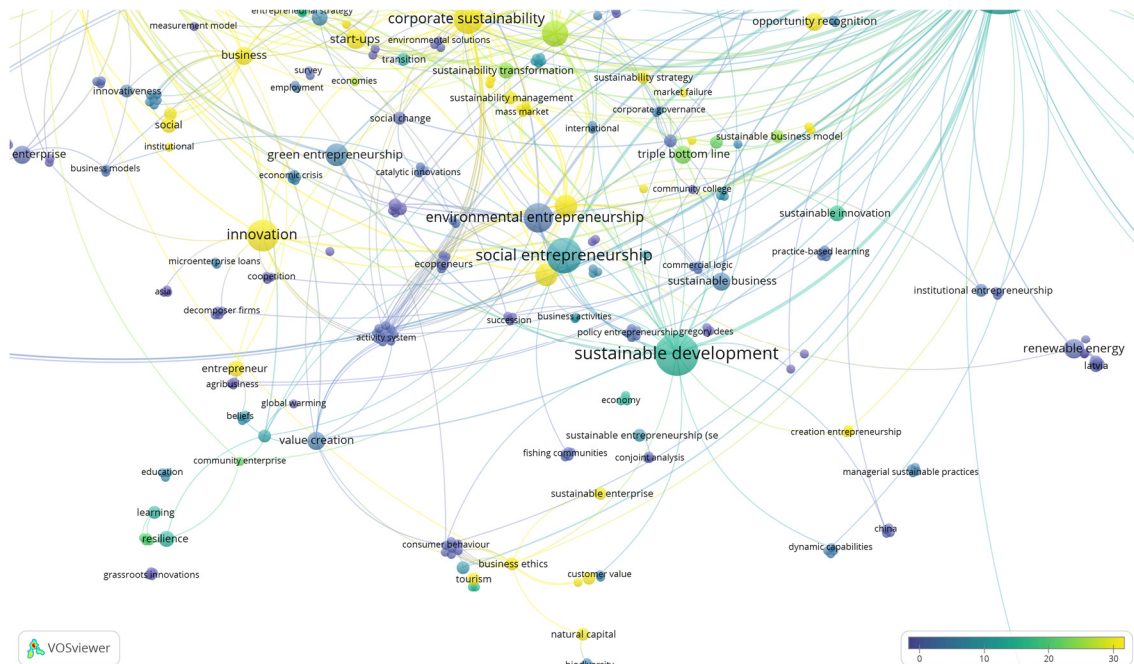 entrepreneurial strategy
measurement model
corporate sustainability
opportunity recognition
start-ups
environmental solutions
business
transition
survey
employment
economies
sustainability transformation
sustainability strategy
market failure
innovativeness
sustainability management
mass market
corporate governance
social
social change
international
sustainable business model
institutional
enterprise
green entrepreneurship
triple bottom line
business models
economic crisis
catalytic innovations
community college
environmental entrepreneurship
sustainable innovation
innovation
social entrepreneurship
practice-based learning
microenterprise loans
ecopreneurs
commercial logic
coopetition
sustainable business
asia
institutional entrepreneurship
decomposer firms
succession
business activities
activity system
policy entrepreneurship
gregory dees
sustainable development
renewable energy
latvia
entrepreneur
agribusiness
global warming
economy
beliefs
value creation
sustainable entrepreneurship (se
creation entrepreneurship
community enterprise
fishing communities
conjoint analysis
education
managerial sustainable practices
sustainable enterprise
learning
resilience
china
consumer behaviour
dynamic capabilities
business ethics
grassroots innovations
tourism
customer value
natural capital
VOSviewer
0 10 20 30